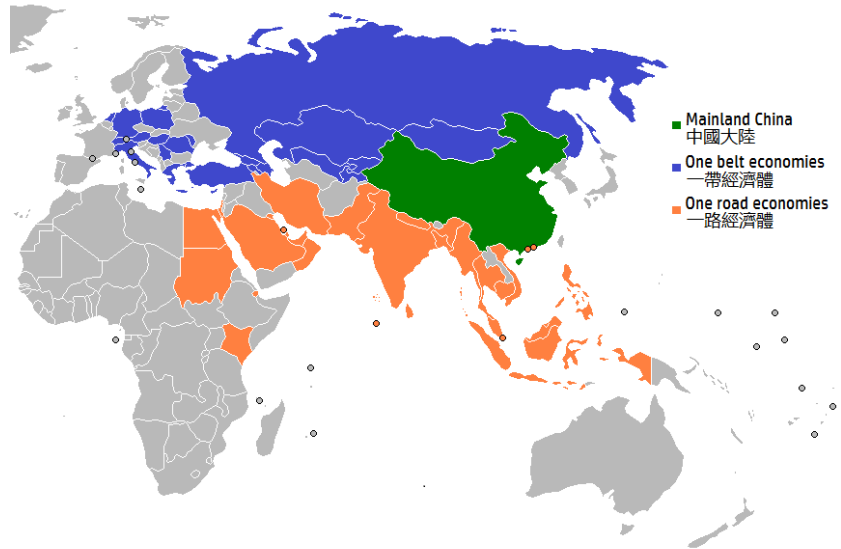 Mainland China
中國大陸
One belt economies
一帶經濟體
One road economies
一路經濟體